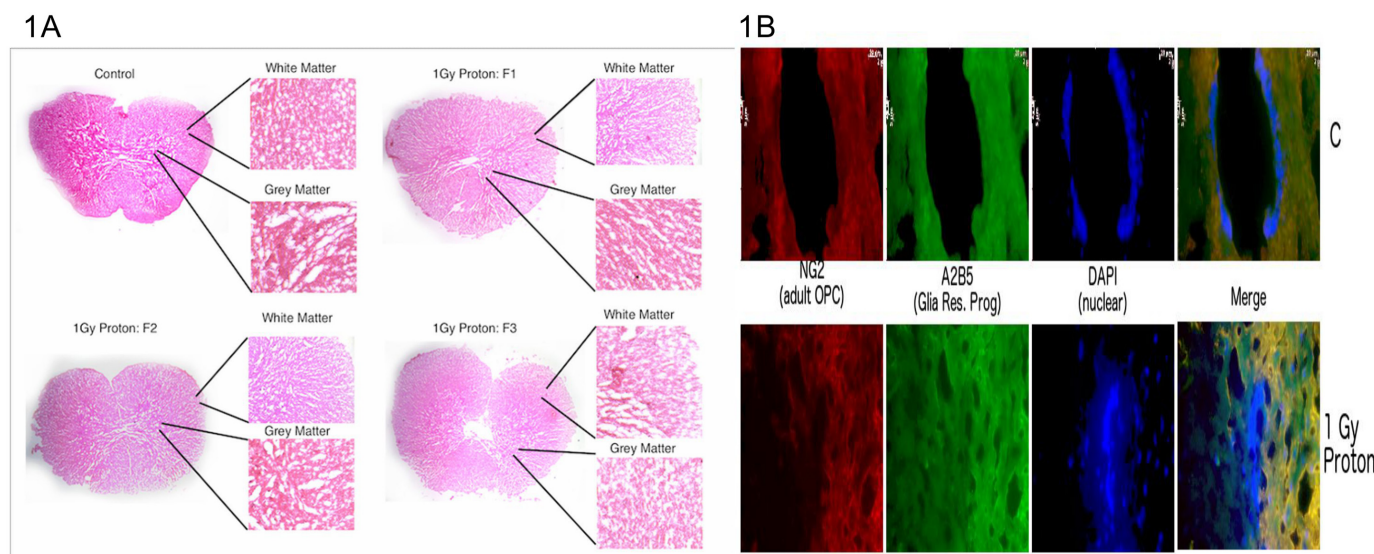 1A
1B
Control
White Matter
Grey Matter
1Gy Proton: F1
White Matter
Grey Matter
1Gy Proton: F2
White Matter
Grey Matter
1Gy Proton: F3
White Matter
Grey Matter
C
NG2
(adult OPC)
A2B5
(Glia Res. Prog)
DAPI
(nuclear)
Merge
1 Gy
Proton